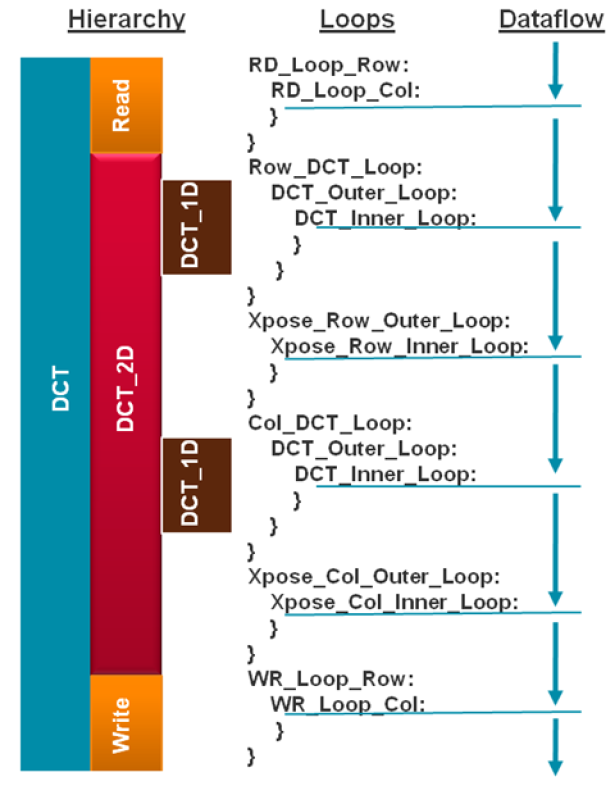 Hierarchy
Loops
Dataflow
DCT
Read
DCT_2D
DCT_1D
DCT_1D
Write
RD_Loop_Row:
RD_Loop_Col:
}
}
Row_DCT_Loop:
DCT_Outer_Loop:
DCT_Inner_Loop:
}
}
}
Xpose_Row_Outer_Loop:
Xpose_Row_Inner_Loop:
}
}
Col_DCT_Loop:
DCT_Outer_Loop:
DCT_Inner_Loop:
}
}
}
Xpose_Col_Outer_Loop:
Xpose_Col_Inner_Loop:
}
}
WR_Loop_Row:
WR_Loop_Col:
}
}